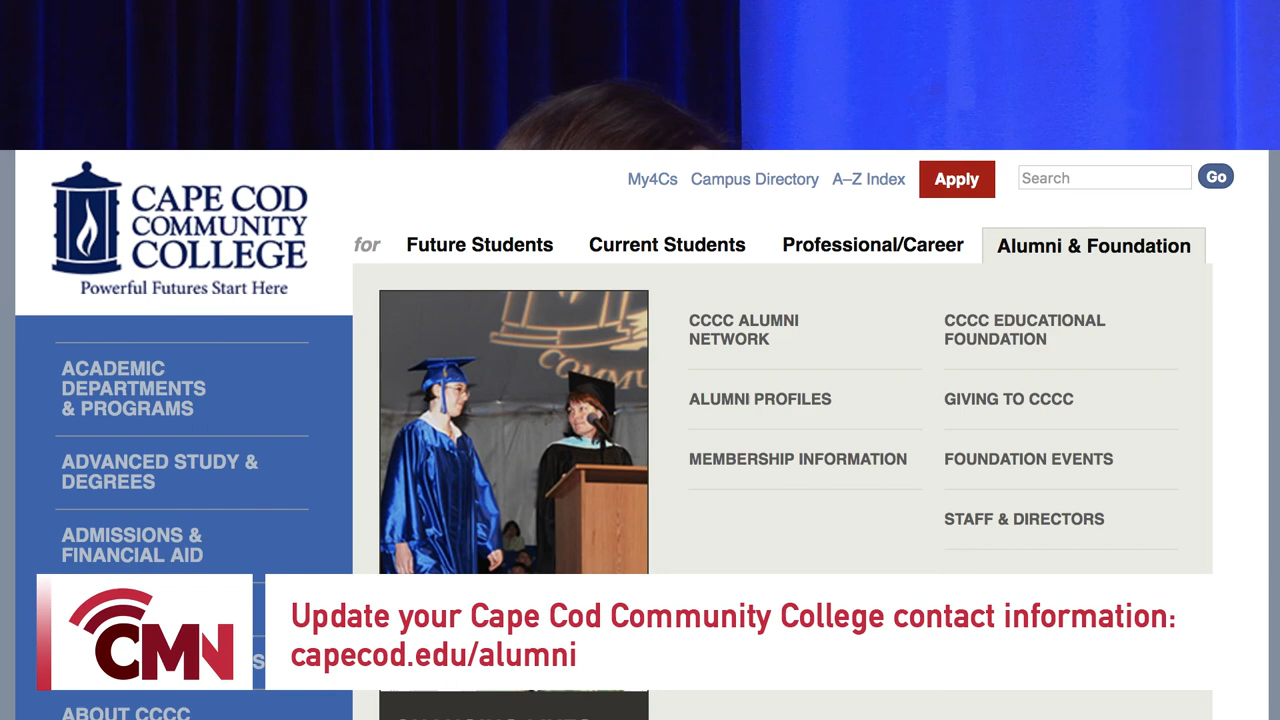 CAPE COD
COMMUNITY
COLLEGE
Powerful Futures Start Here
My4Cs Campus Directory A–Z Index Apply Search Go
for Future Students Current Students Professional/Career Alumni & Foundation
ACADEMIC
DEPARTMENTS
& PROGRAMS
ADVANCED STUDY &
DEGREES
ADMISSIONS &
FINANCIAL AID
S
ABOUT CCCC
COMMU
CCCC ALUMNI
NETWORK
ALUMNI PROFILES
MEMBERSHIP INFORMATION
CCCC EDUCATIONAL
FOUNDATION
GIVING TO CCCC
FOUNDATION EVENTS
STAFF & DIRECTORS
CMN
Update your Cape Cod Community College contact information:
capecod.edu/alumni